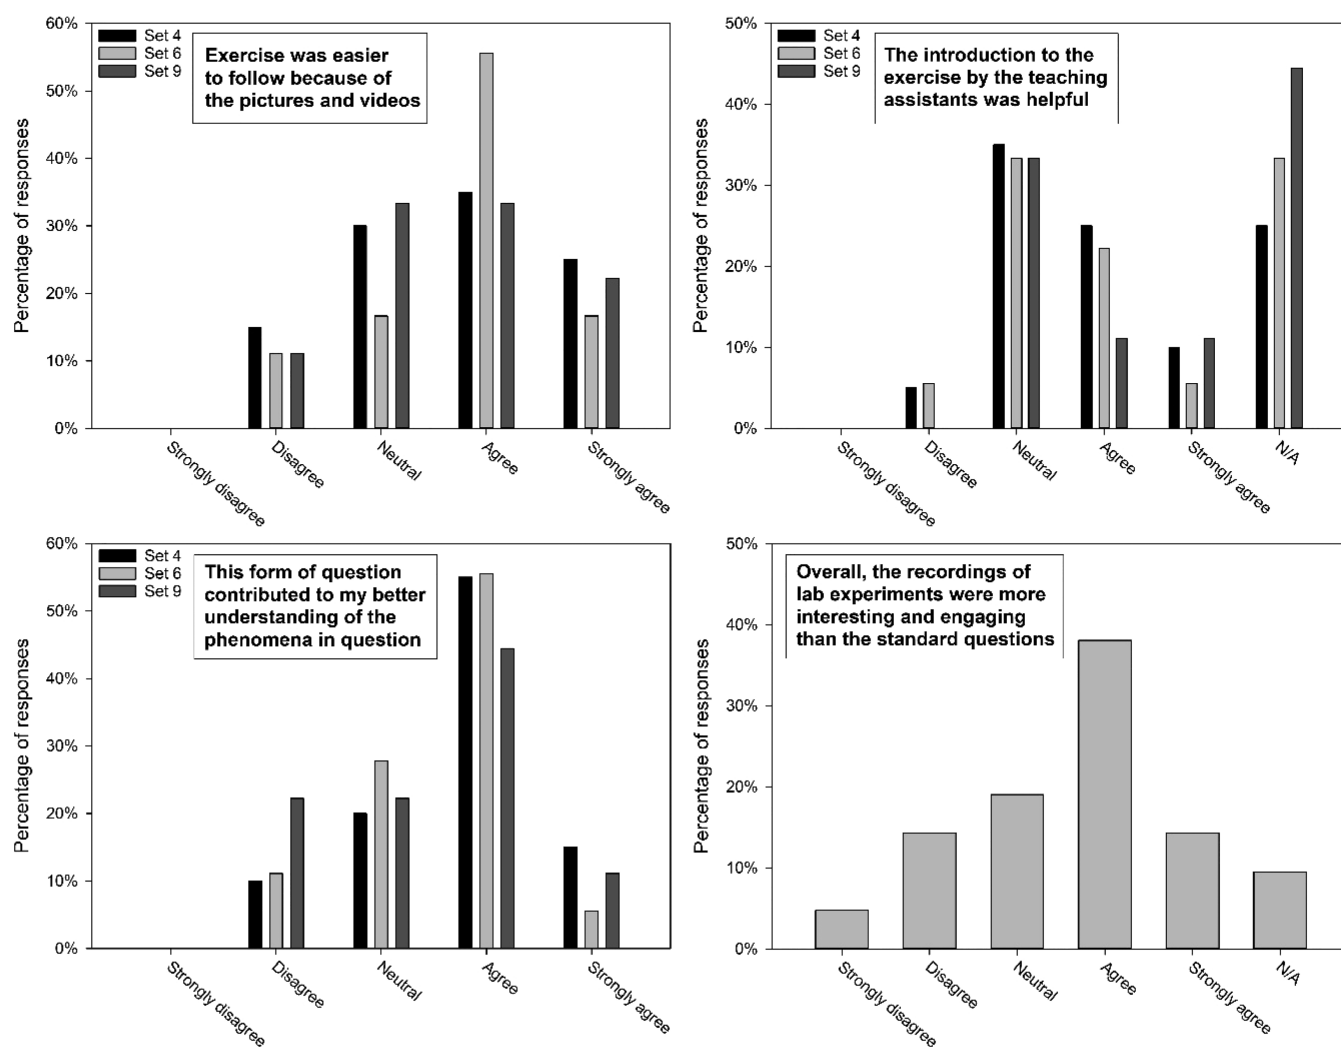 60%
50%
40%
30%
20%
10%
0%
Percentage of responses
Set 4
Set 6
Set 9
Exercise was easier
to follow because of
the pictures and videos
Strongly disagree
Disagree
Neutral
Agree
Strongly agree
50%
40%
30%
20%
10%
0%
Percentage of responses
Set 4
Set 6
Set 9
The introduction to the
exercise by the teaching
assistants was helpful
Strongly disagree
Disagree
Neutral
Agree
Strongly agree
N/A
60%
50%
40%
30%
20%
10%
0%
Percentage of responses
Set 4
Set 6
Set 9
This form of question
contributed to my better
understanding of the
phenomena in question
Strongly disagree
Disagree
Neutral
Agree
Strongly agree
50%
40%
30%
20%
10%
0%
Percentage of responses
Overall, the recordings of
lab experiments were more
interesting and engaging
than the standard questions
Strongly disagree
Disagree
Neutral
Agree
Strongly agree
N/A